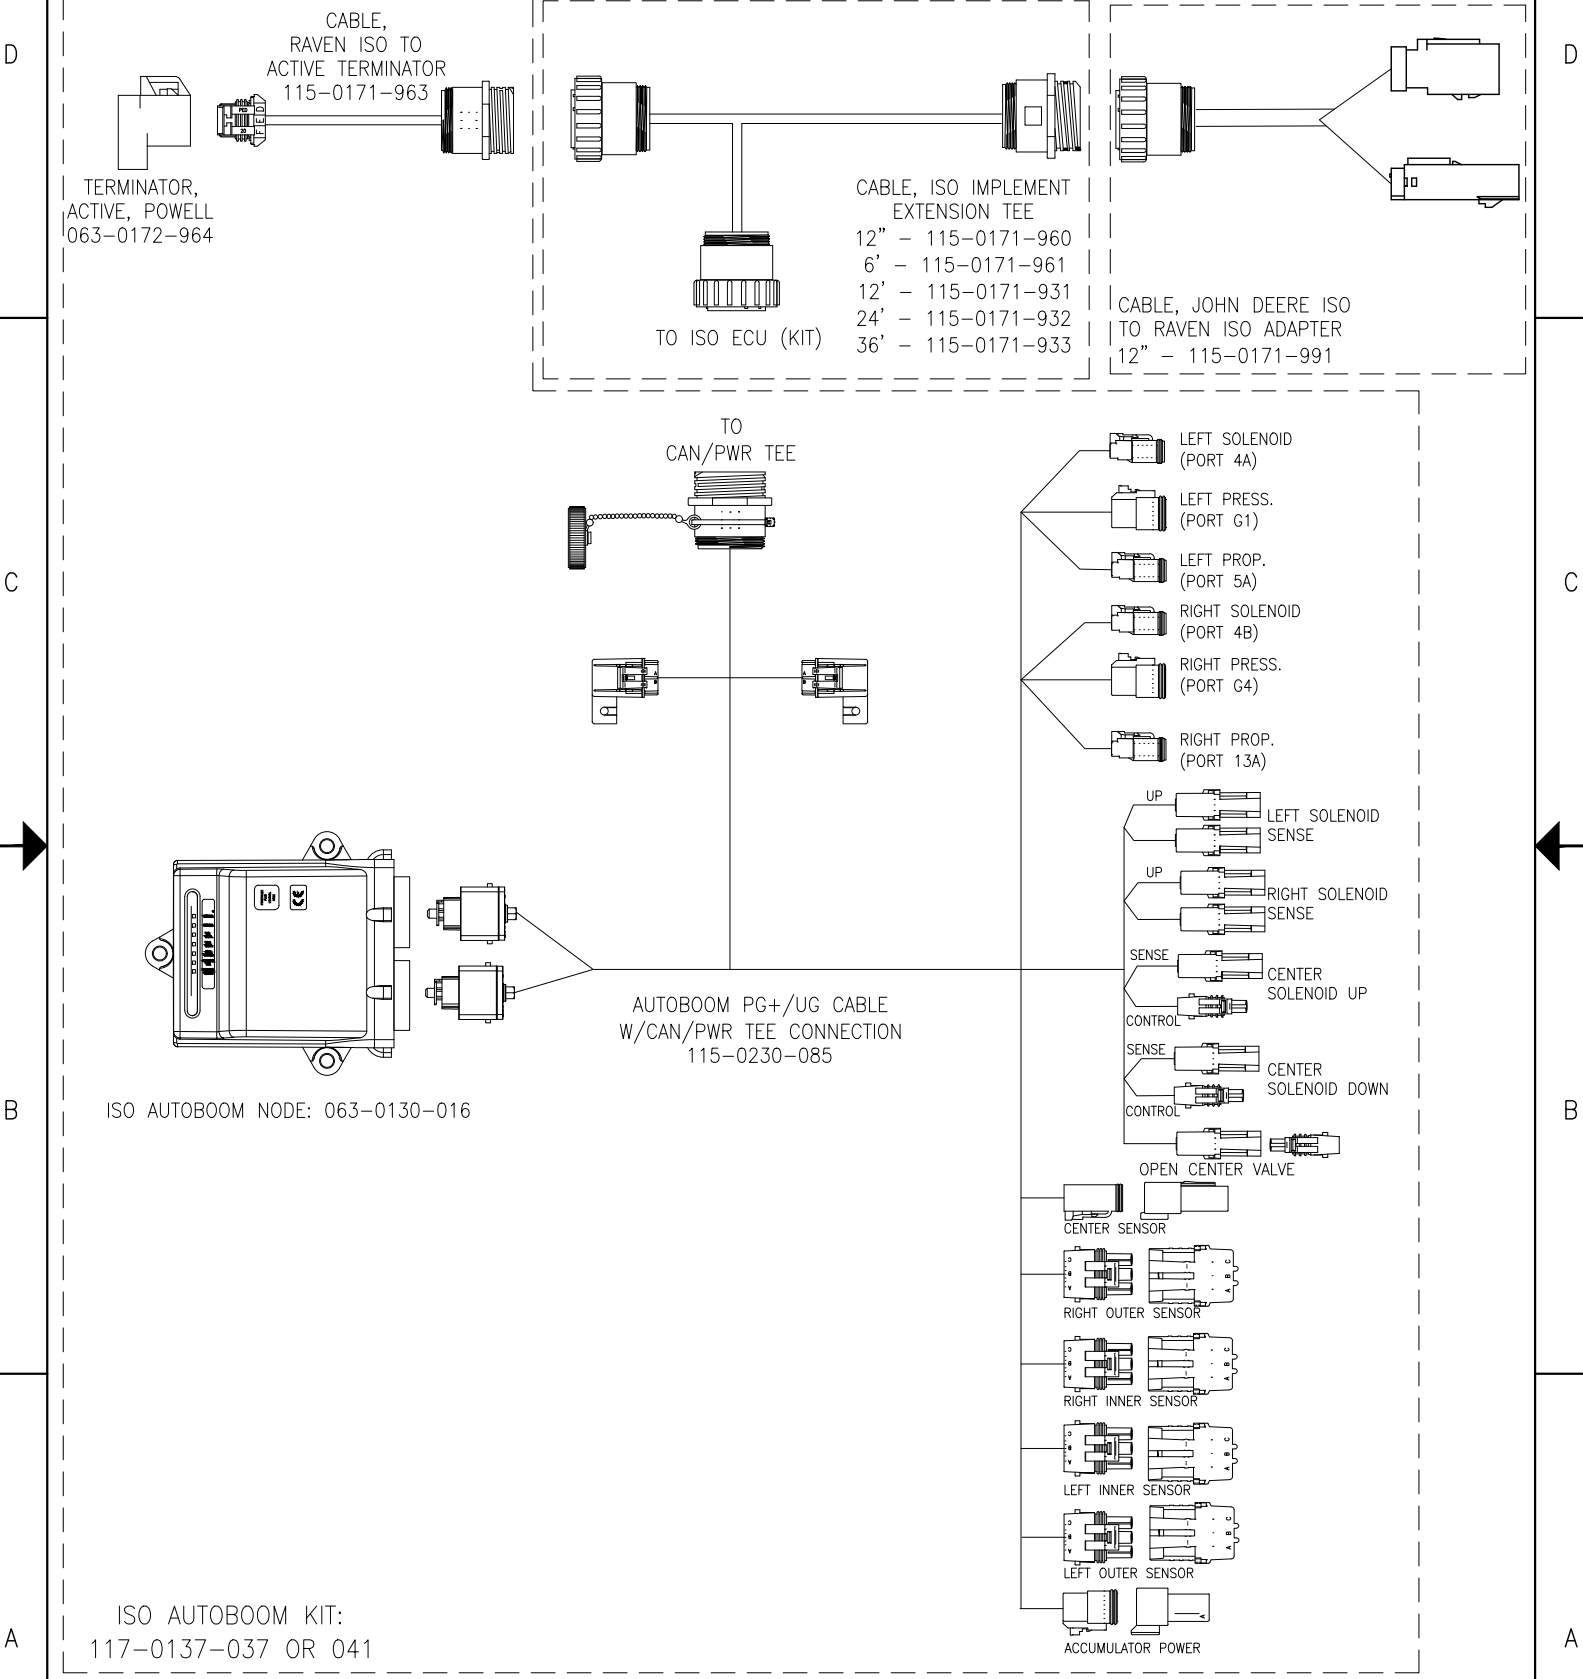 D
D
CABLE,
RAVEN ISO TO
ACTIVE TERMINATOR
115-0171-963
PED
20
F E D
TERMINATOR,
ACTIVE, POWELL
063-0172-964
CABLE, ISO IMPLEMENT
EXTENSION TEE
12" - 115-0171-960
6' - 115-0171-961
12' - 115-0171-931
24' - 115-0171-932
36' - 115-0171-933
TO ISO ECU (KIT)
CABLE, JOHN DEERE ISO
TO RAVEN ISO ADAPTER
12" - 115-0171-991
TO
CAN/PWR TEE
LEFT SOLENOID
(PORT 4A)
LEFT PRESS.
(PORT G1)
LEFT PROP.
(PORT 5A)
C
C
RIGHT SOLENOID
(PORT 4B)
RIGHT PRESS.
(PORT G4)
A
B
A
B
RIGHT PROP.
(PORT 13A)
UP
LEFT SOLENOID
SENSE
UP
RIGHT SOLENOID
SENSE
CE
SENSE
CENTER
SOLENOID UP
CONTROL
AUTOBOOM PG+/UG CABLE
W/CAN/PWR TEE CONNECTION
115-0230-085
SENSE
CENTER
SOLENOID DOWN
CONTROL
ISO AUTOBOOM NODE: 063-0130-016
B
B
OPEN CENTER VALVE
CENTER SENSOR
C
B
A
A B C
RIGHT OUTER SENSOR
C
B
A
A B C
RIGHT INNER SENSOR
C
B
A
A B C
LEFT INNER SENSOR
C
B
A
A B C
LEFT OUTER SENSOR
A
ACCUMULATOR POWER
ISO AUTOBOOM KIT:
117-0137-037 OR 041
A
A